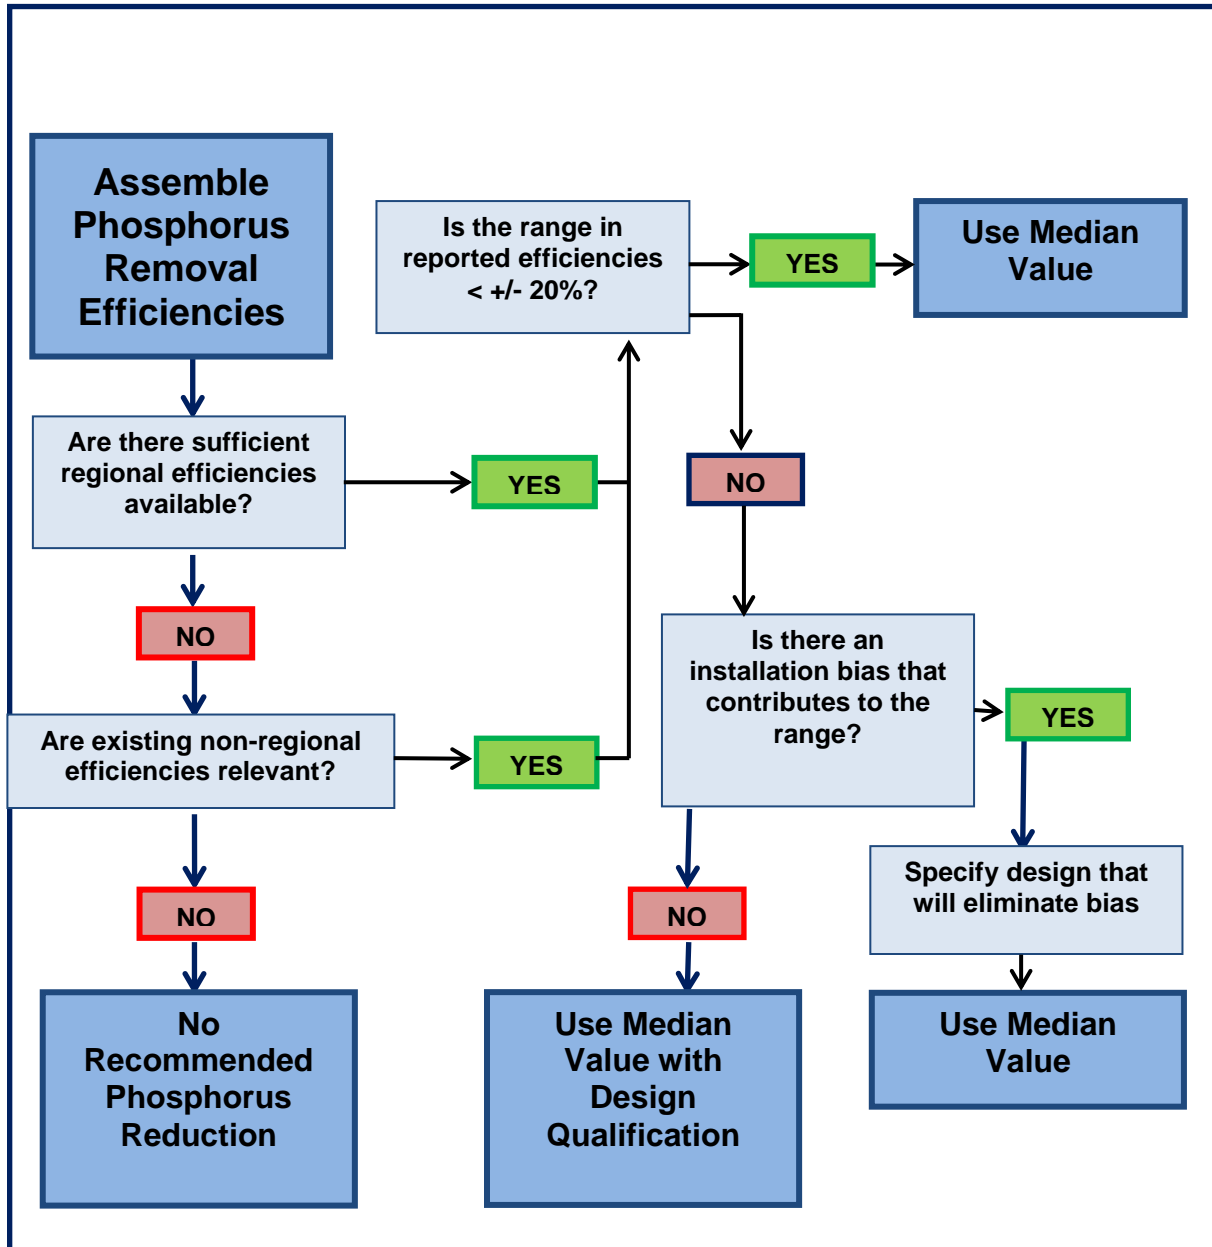 Assemble
Phosphorus
Removal
Efficiencies
Are there sufficient
regional efficiencies
available?
YES
NO
Are existing non-regional
efficiencies relevant?
YES
NO
No
Recommended
Phosphorus
Reduction
Is the range in
reported efficiencies
< +/- 20%?
YES
Use Median
Value
NO
Is there an
installation bias that
contributes to the
range?
YES
Specify design that
will eliminate bias
Use Median
Value
NO
Use Median
Value with
Design
Qualification